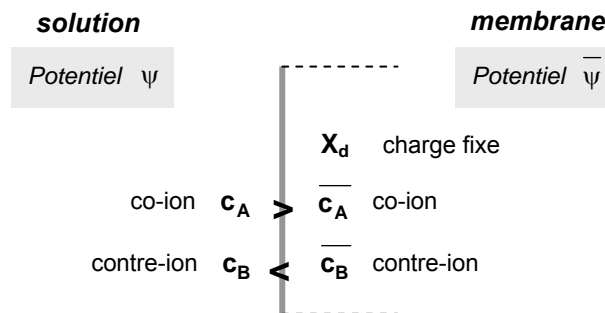 solution membrane
Potentiel ψ Potentiel ψ̅
X_d charge fixe
co-ion c_A > c̅_A̅ co-ion
contre-ion c_B < c̅_B̅ contre-ion